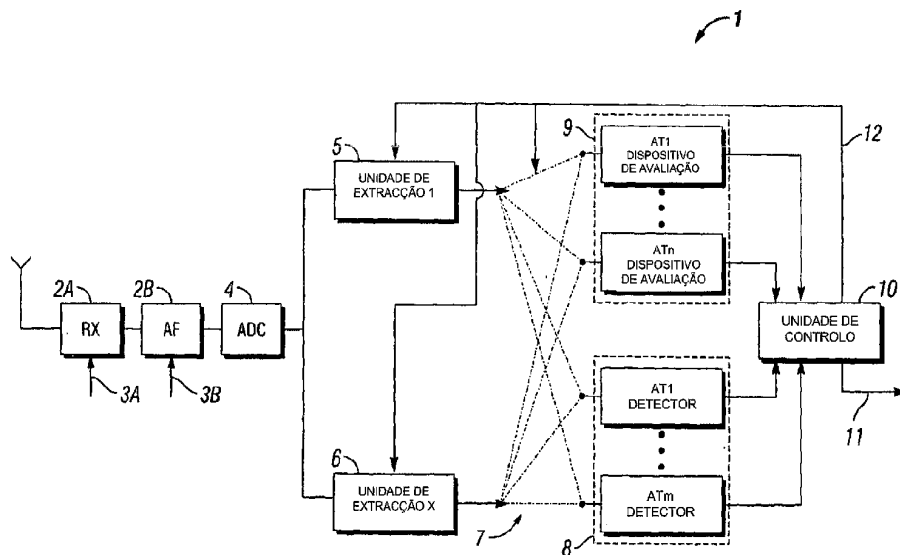 1
12
9
AT1
DISPOSITIVO
DE AVALIAÇÃO
5
UNIDADE DE
EXTRACÇÃO 1
ATn
DISPOSITIVO
DE AVALIAÇÃO
2A
2B
4
RX
AF
ADC
3A
3B
10
UNIDADE DE
CONTROLO
11
AT1
DETECTOR
6
UNIDADE DE
EXTRACÇÃO X
7
ATm
DETECTOR
8